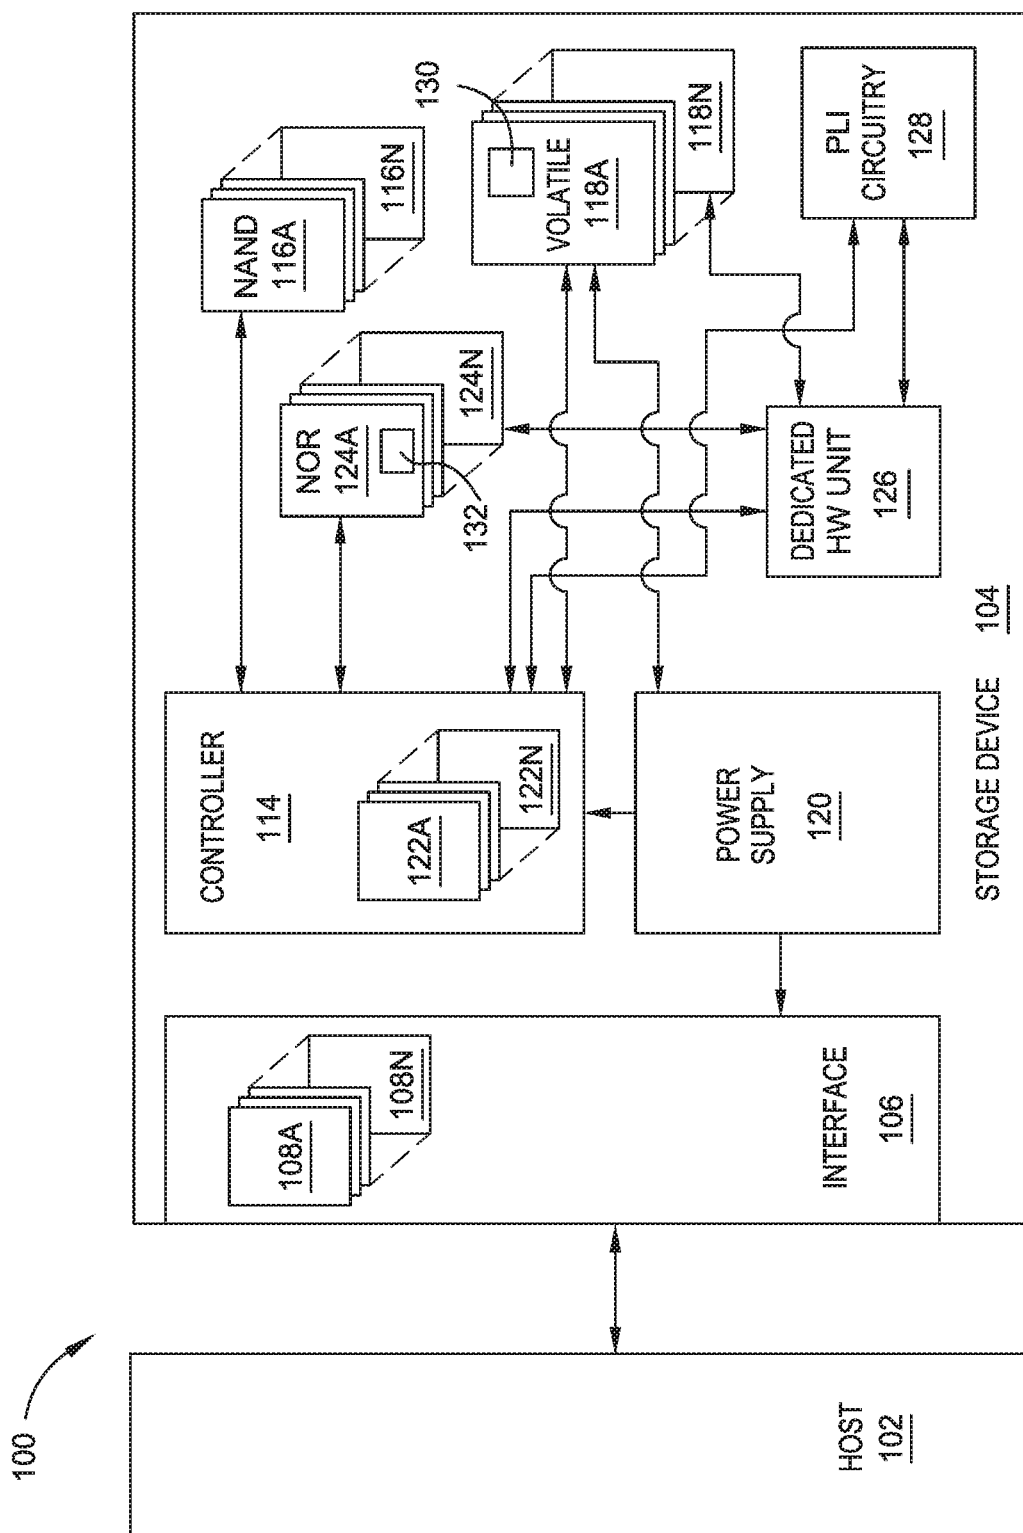 100
HOST
102
INTERFACE
106
108A
108N
CONTROLLER
114
122A
122N
POWER
SUPPLY
120
STORAGE DEVICE 104
NAND
116A
116N
NOR
124A
124N
132
130
VOLATILE
118A
118N
DEDICATED
HW UNIT
126
PLI
CIRCUITRY
128